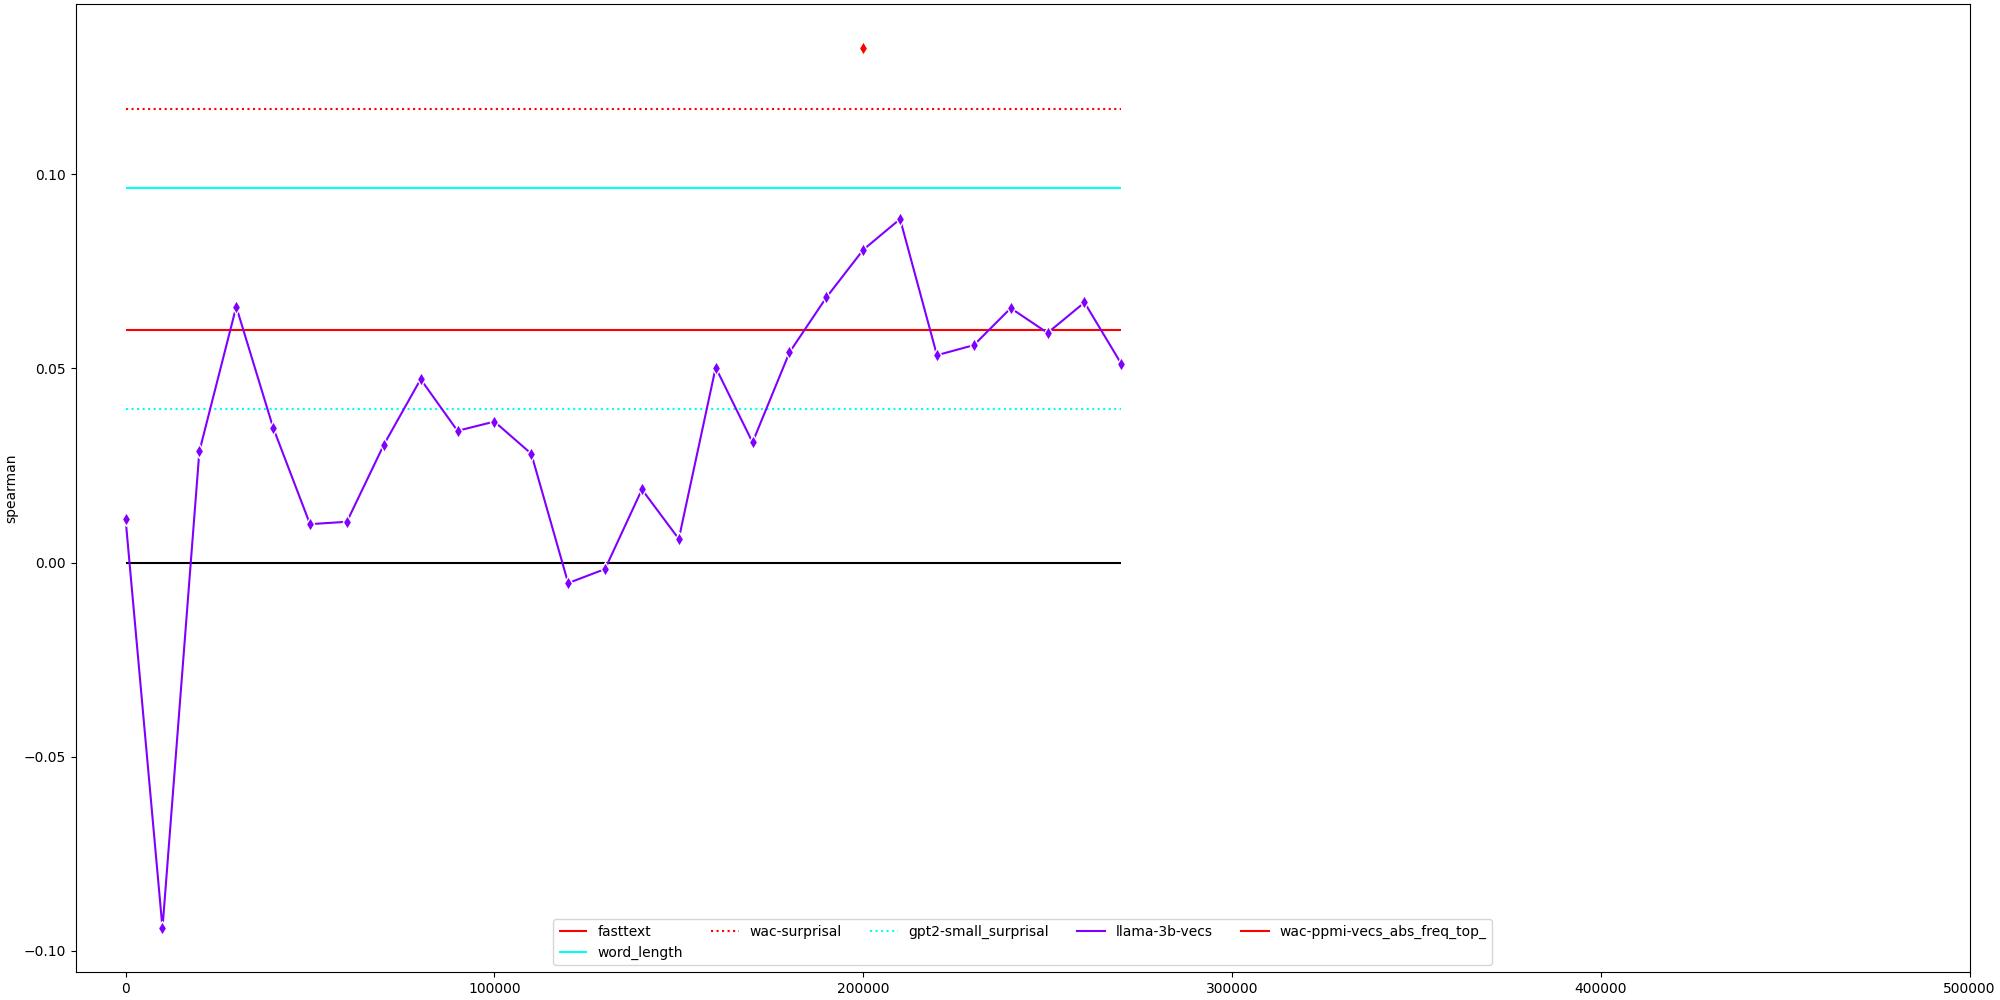 0.10
0.05
0.00
−0.05
−0.10
spearman
fasttext wac-surprisal gpt2-small_surprisal llama-3b-vecs wac-ppmi-vecs_abs_freq_top_
word_length
0 100000 200000 300000 400000 500000